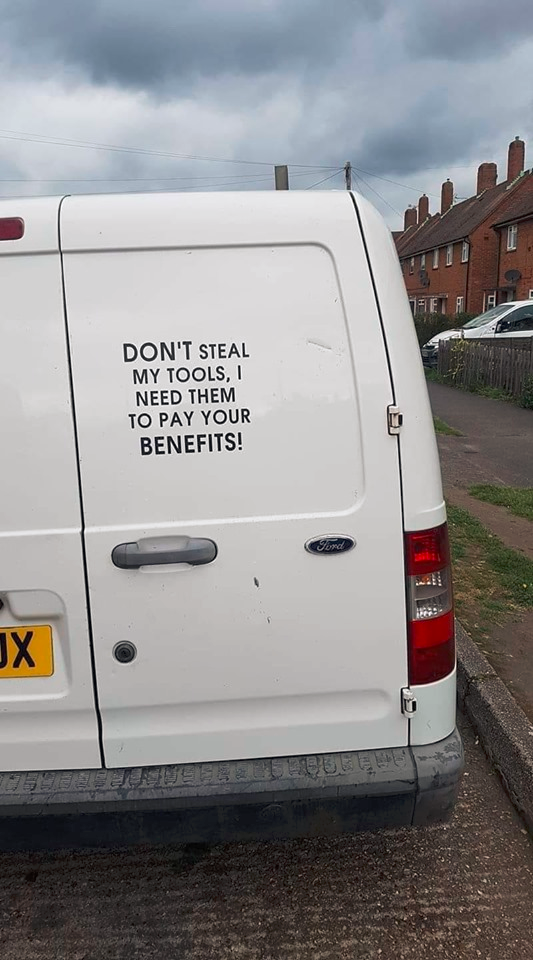 DON'T STEAL
MY TOOLS, I
NEED THEM
TO PAY YOUR
BENEFITS!
Ford
UX